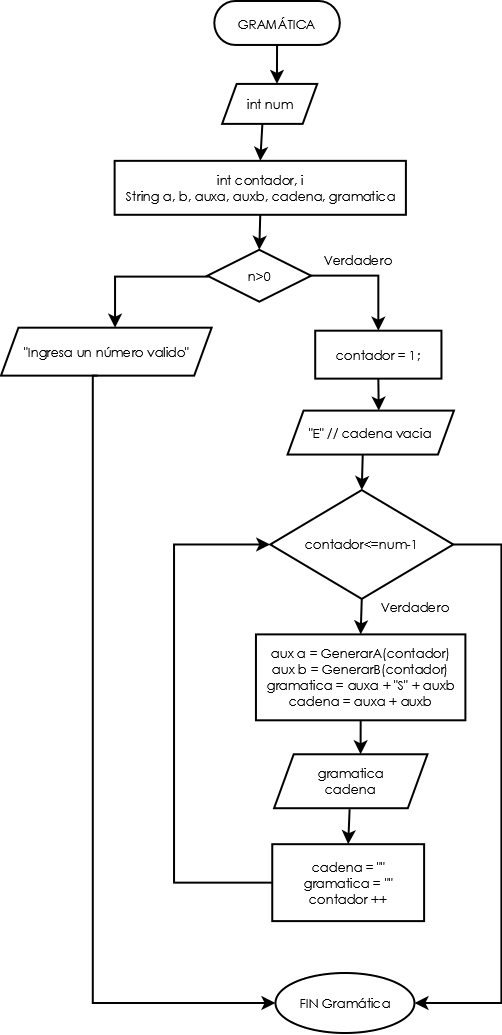 GRAMÁTICA
int num
int contador, i
String a, b, auxa, auxb, cadena, gramatica
n>0
Verdadero
"Ingresa un número valido"
contador = 1;
"E" // cadena vacia
contador<=num-1
Verdadero
aux a = GenerarA(contador)
aux b = GenerarB(contador)
gramatica = auxa + "S" + auxb
cadena = auxa + auxb
gramatica
cadena
cadena = ""
gramatica = ""
contador ++
FIN Gramática